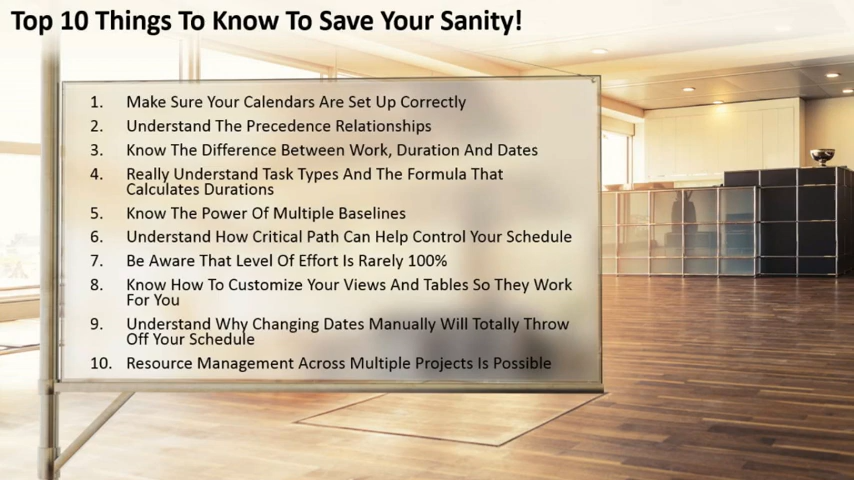 Top 10 Things To Know To Save Your Sanity!
1. Make Sure Your Calendars Are Set Up Correctly
2. Understand The Precedence Relationships
3. Know The Difference Between Work, Duration And Dates
4. Really Understand Task Types And The Formula That
Calculates Durations
5. Know The Power Of Multiple Baselines
6. Understand How Critical Path Can Help Control Your Schedule
7. Be Aware That Level Of Effort Is Rarely 100%
8. Know How To Customize Your Views And Tables So They Work
For You
9. Understand Why Changing Dates Manually Will Totally Throw
Off Your Schedule
10. Resource Management Across Multiple Projects Is Possible